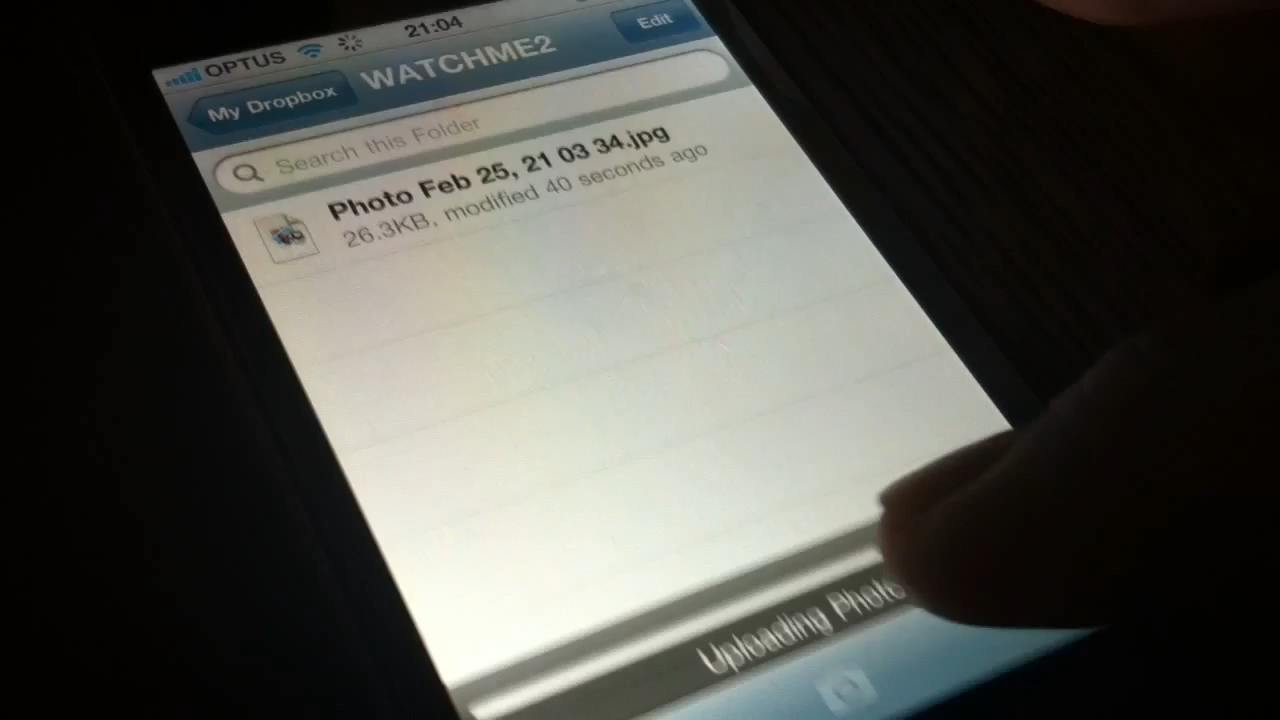 OPTUS 21:04
My Dropbox WATCHME2 Edit
Search this Folder
Photo Feb 25, 21 03 34.jpg
26.3KB, modified 40 seconds ago
Uploading Photo